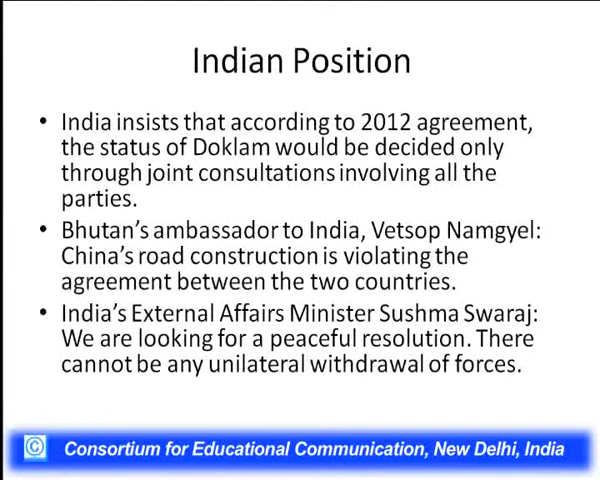 Indian Position
• India insists that according to 2012 agreement,
the status of Doklam would be decided only
through joint consultations involving all the
parties.
• Bhutan’s ambassador to India, Vetsop Namgyel:
China’s road construction is violating the
agreement between the two countries.
• India’s External Affairs Minister Sushma Swaraj:
We are looking for a peaceful resolution. There
cannot be any unilateral withdrawal of forces.
© Consortium for Educational Communication, New Delhi, India